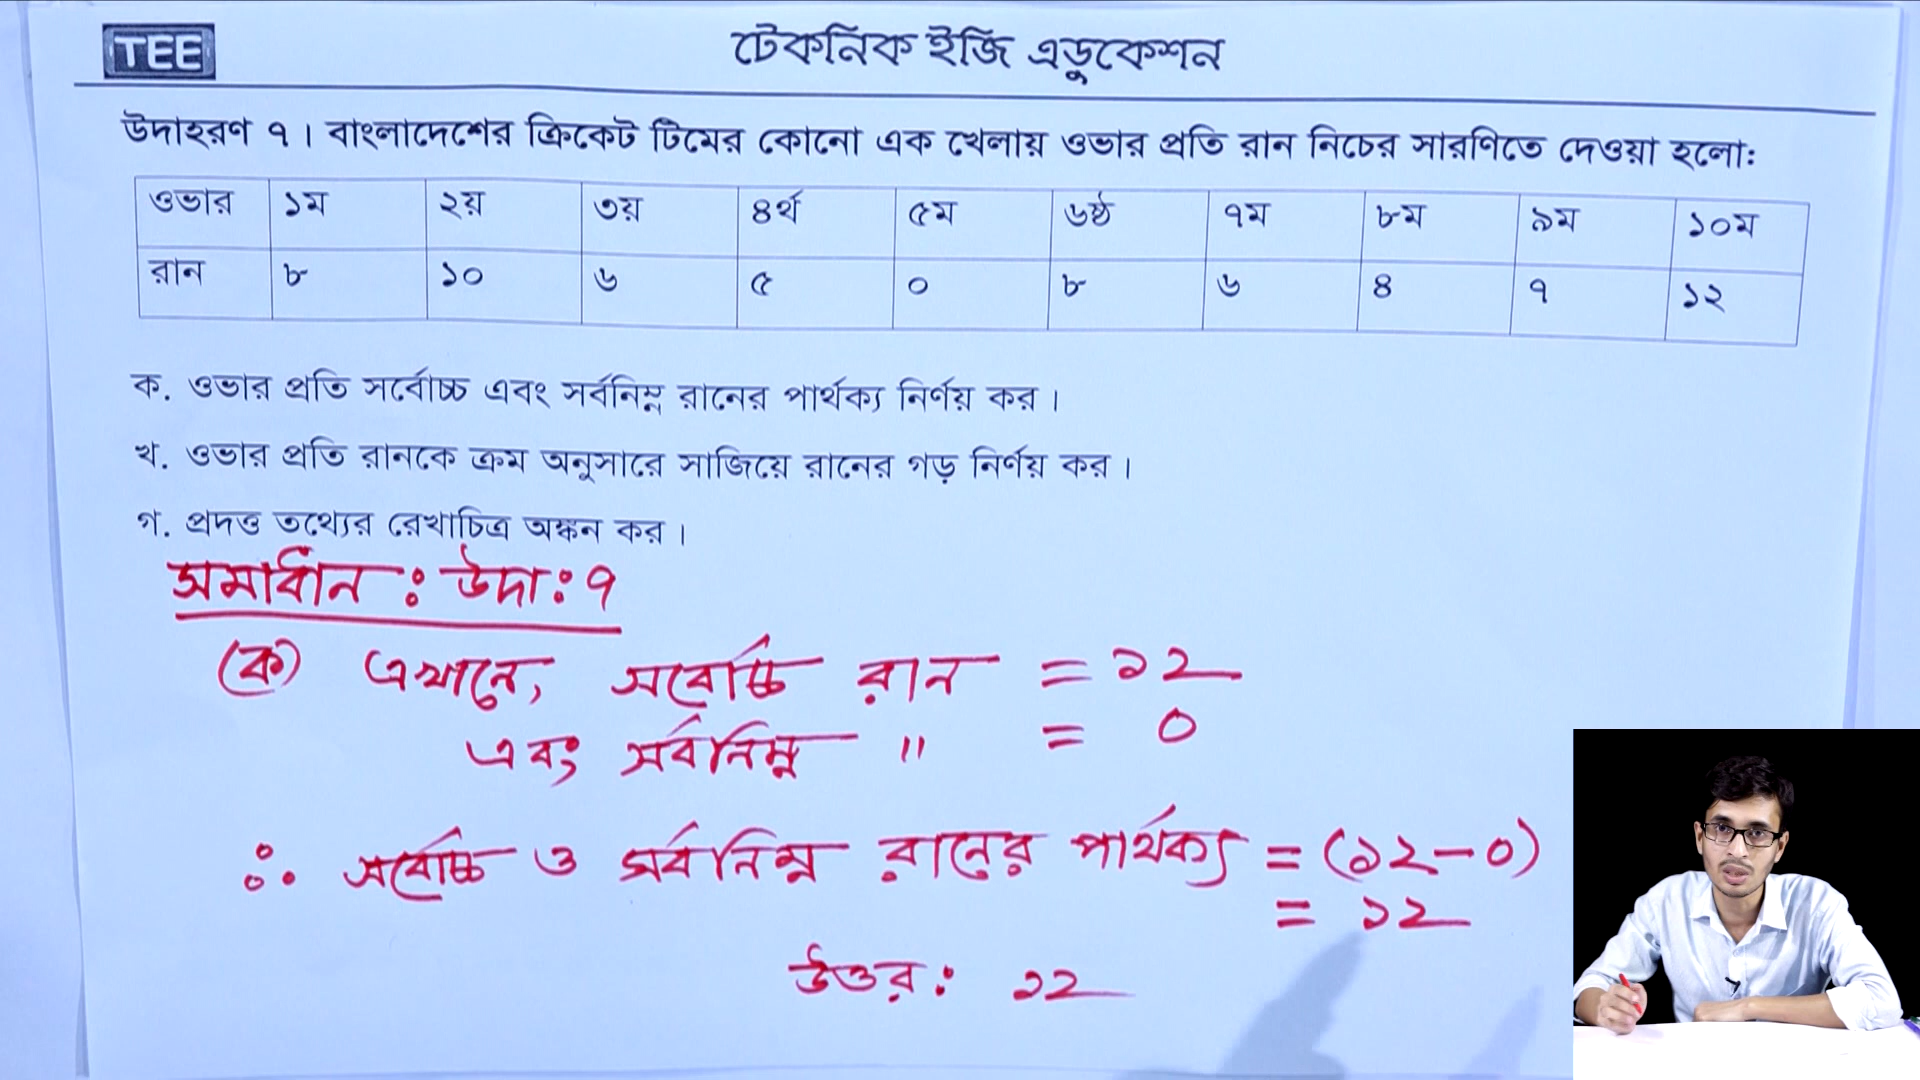 TEE
টেকনিক ইজি এডুকেশন
উদাহরণ ৭। বাংলাদেশের ক্রিকেট টিমের কোনো এক খেলায় ওভার প্রতি রান নিচের সারণিতে দেওয়া হলোঃ
ওভার ১ম ২য় ৩য় ৪র্থ ৫ম ৬ষ্ঠ ৭ম ৮ম ৯ম ১০ম
রান ৮ ১০ ৬ ৫ ০ ৮ ৬ ৪ ৭ ১২
ক. ওভার প্রতি সর্বোচ্চ এবং সর্বনিম্ন রানের পার্থক্য নির্ণয় কর।
খ. ওভার প্রতি রানকে ক্রম অনুসারে সাজিয়ে রানের গড় নির্ণয় কর।
গ. প্রদত্ত তথ্যের রেখাচিত্র অঙ্কন কর।
সমাধান : উদা: ৭
(ক) এখানে, সর্বোচ্চ রান = ১২
এবং সর্বনিম্ন " = ০
∴ সর্বোচ্চ ও সর্বনিম্ন রানের পার্থক্য = (১২-০)
= ১২
উত্তর: ১২